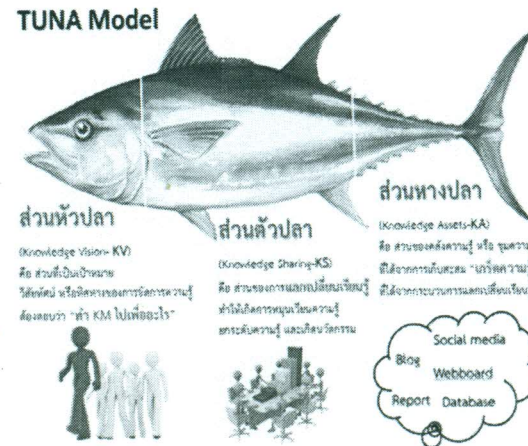 TUNA Model
ส่วนหัวปลา
(Knowledge Vision- KV)
คือ ส่วนที่เป็นเป้าหมาย
วิสัยทัศน์ หรือทิศทางของการจัดการความรู้
ต้องตอบว่า "ทำ KM ไปเพื่ออะไร"
ส่วนตัวปลา
(Knowledge Sharing-KS)
คือ ส่วนของการแลกเปลี่ยนเรียนรู้
ทำให้เกิดการหมุนเวียนความรู้
ยกระดับความรู้ และเกิดนวัตกรรม
ส่วนหางปลา
(Knowledge Assets-KA)
คือ ส่วนของคลังความรู้ หรือ ขุมความ
ที่ได้จากการเก็บสะสม "เกร็ดความ
ที่ได้จากกระบวนการแลกเปลี่ยนเรียน
Social media
Blog
Webboard
Report Database